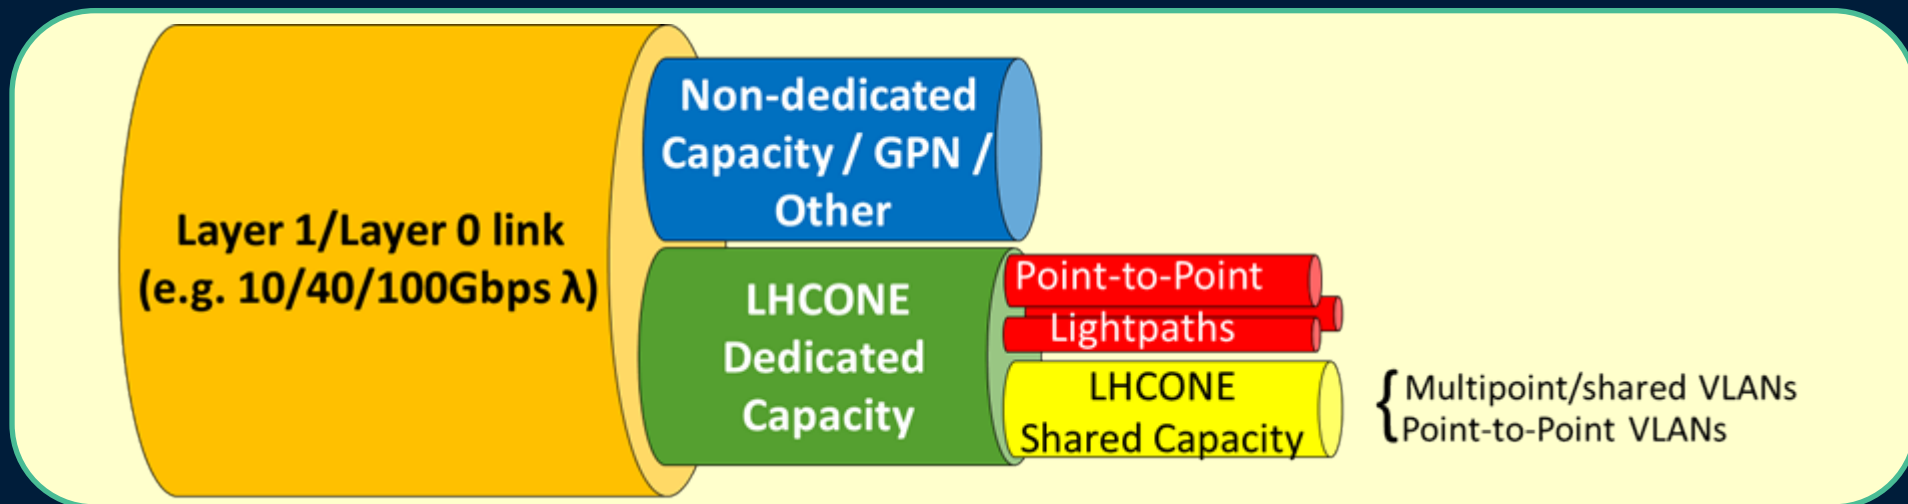 Layer 1/Layer 0 link
(e.g. 10/40/100Gbps λ)
Non-dedicated
Capacity / GPN /
Other
LHCONE
Dedicated
Capacity
Point-to-Point
Lightpaths
LHCONE
Shared Capacity
{ Multipoint/shared VLANs
Point-to-Point VLANs